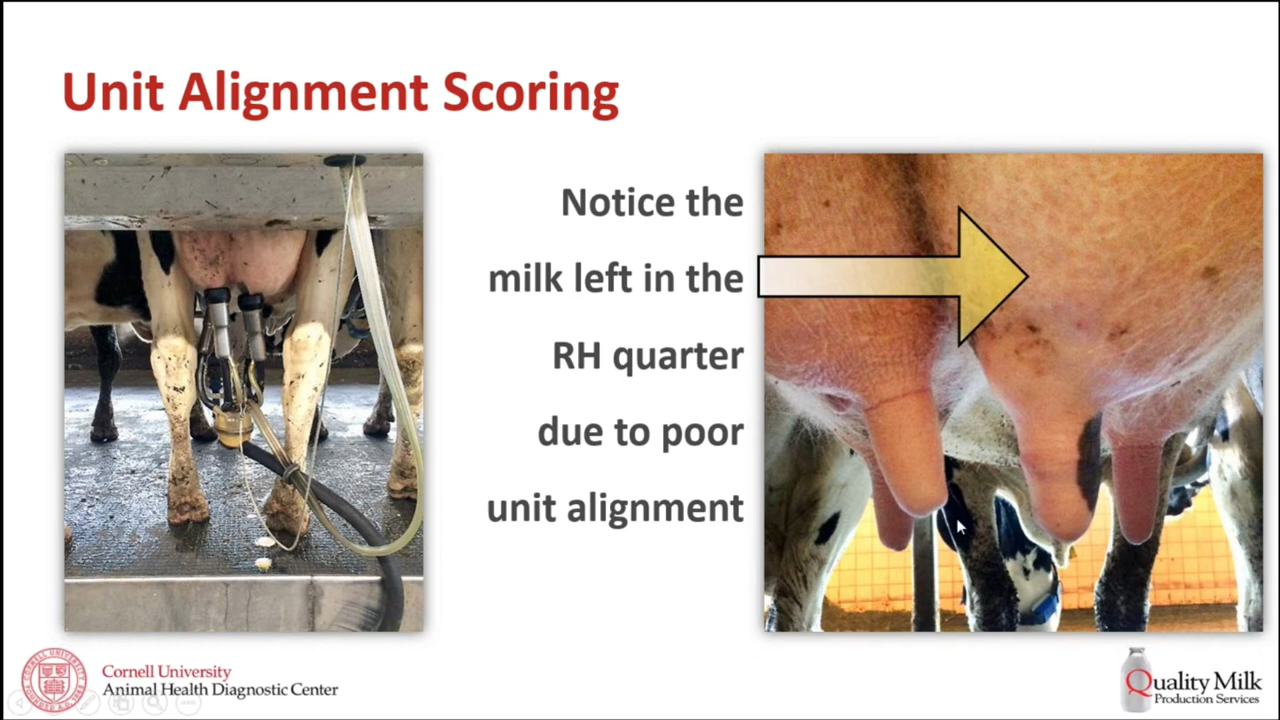 Unit Alignment Scoring
Notice the
milk left in the
RH quarter
due to poor
unit alignment
Cornell University
Animal Health Diagnostic Center
Quality Milk
Production Services